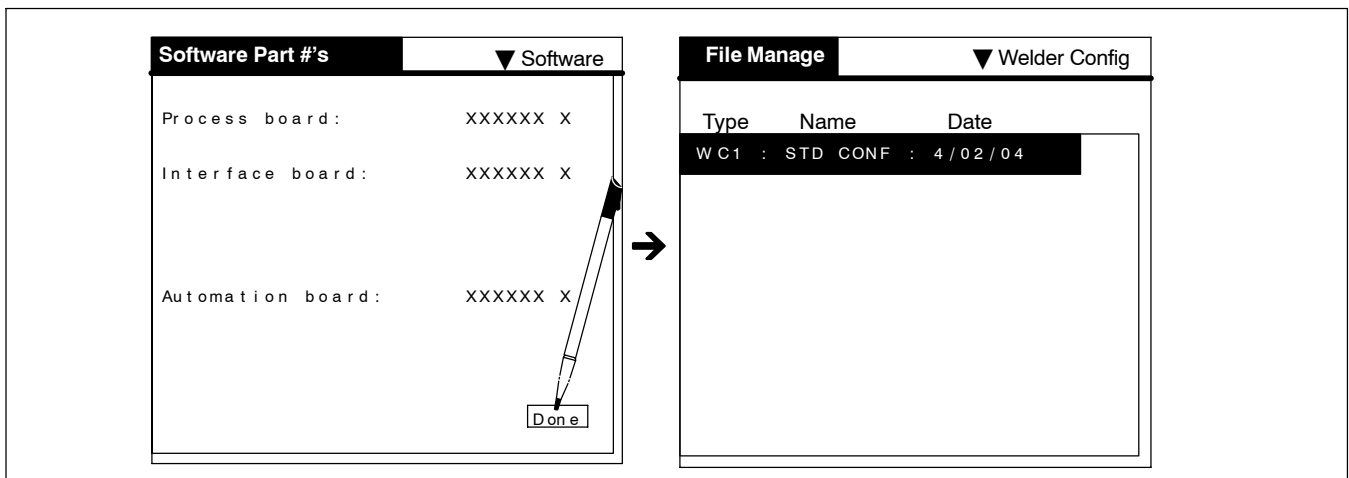 Software Part #'s ▼ Software
Process board: XXXXXX X
Interface board: XXXXXX X
Automation board: XXXXXX X
Done
➔
File Manage ▼ Welder Config
Type Name Date
WC1 : STD CONF : 4/02/04